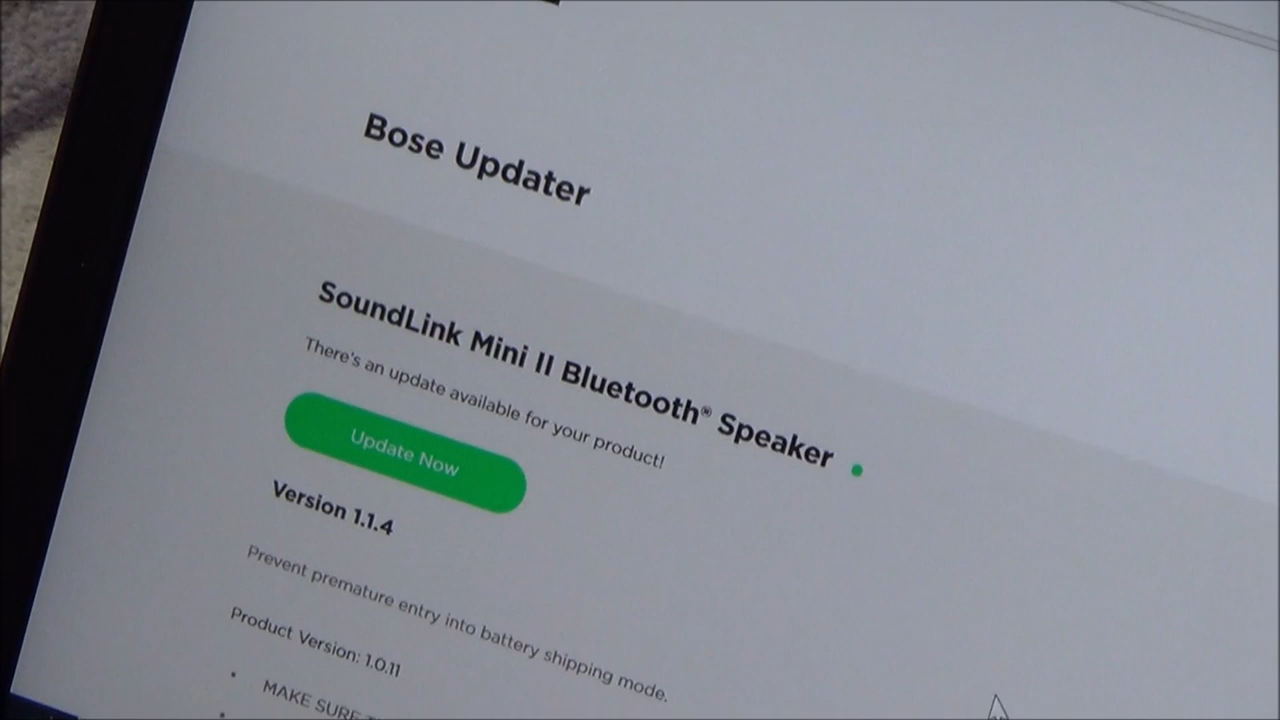 Bose Updater
SoundLink Mini II Bluetooth® Speaker
There's an update available for your product!
Update Now
Version 1.1.4
Prevent premature entry into battery shipping mode.
Product Version: 1.0.11
• MAKE SURE